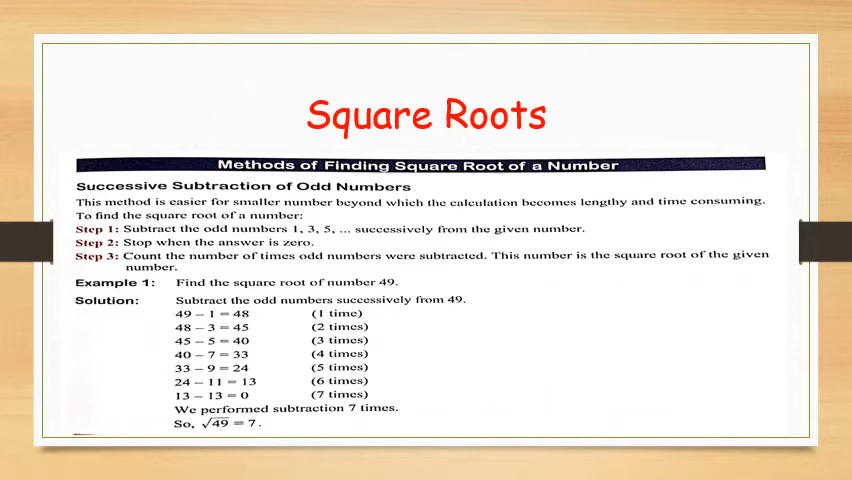 Square Roots
Methods of Finding Square Root of a Number
Successive Subtraction of Odd Numbers
This method is easier for smaller number beyond which the calculation becomes lengthy and time consuming.
To find the square root of a number:
Step 1: Subtract the odd numbers 1, 3, 5, ... successively from the given number.
Step 2: Stop when the answer is zero.
Step 3: Count the number of times odd numbers were subtracted. This number is the square root of the given
number.
Example 1: Find the square root of number 49.
Solution: Subtract the odd numbers successively from 49.
49 – 1 = 48 (1 time)
48 – 3 = 45 (2 times)
45 – 5 = 40 (3 times)
40 – 7 = 33 (4 times)
33 – 9 = 24 (5 times)
24 – 11 = 13 (6 times)
13 – 13 = 0 (7 times)
We performed subtraction 7 times.
So, √49 = 7.